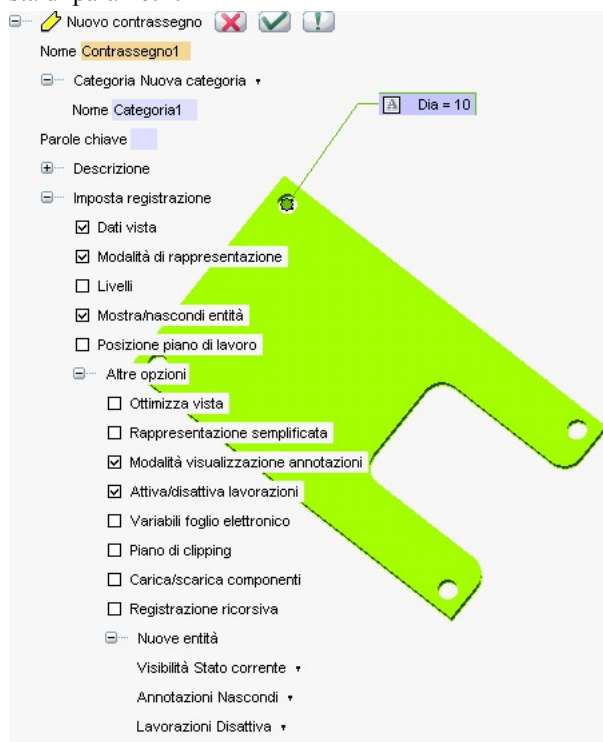 Nuovo contrassegno
Nome Contrassegno1
Categoria Nuova categoria
Nome Categoria1
A Dia = 10
Parole chiave
Descrizione
Imposta registrazione
Dati vista
Modalità di rappresentazione
Livelli
Mostra/nascondi entità
Posizione piano di lavoro
Altre opzioni
Ottimizza vista
Rappresentazione semplificata
Modalità visualizzazione annotazioni
Attiva/disattiva lavorazioni
Variabili foglio elettronico
Piano di clipping
Carica/scarica componenti
Registrazione ricorsiva
Nuove entità
Visibilità Stato corrente
Annotazioni Nascondi
Lavorazioni Disattiva